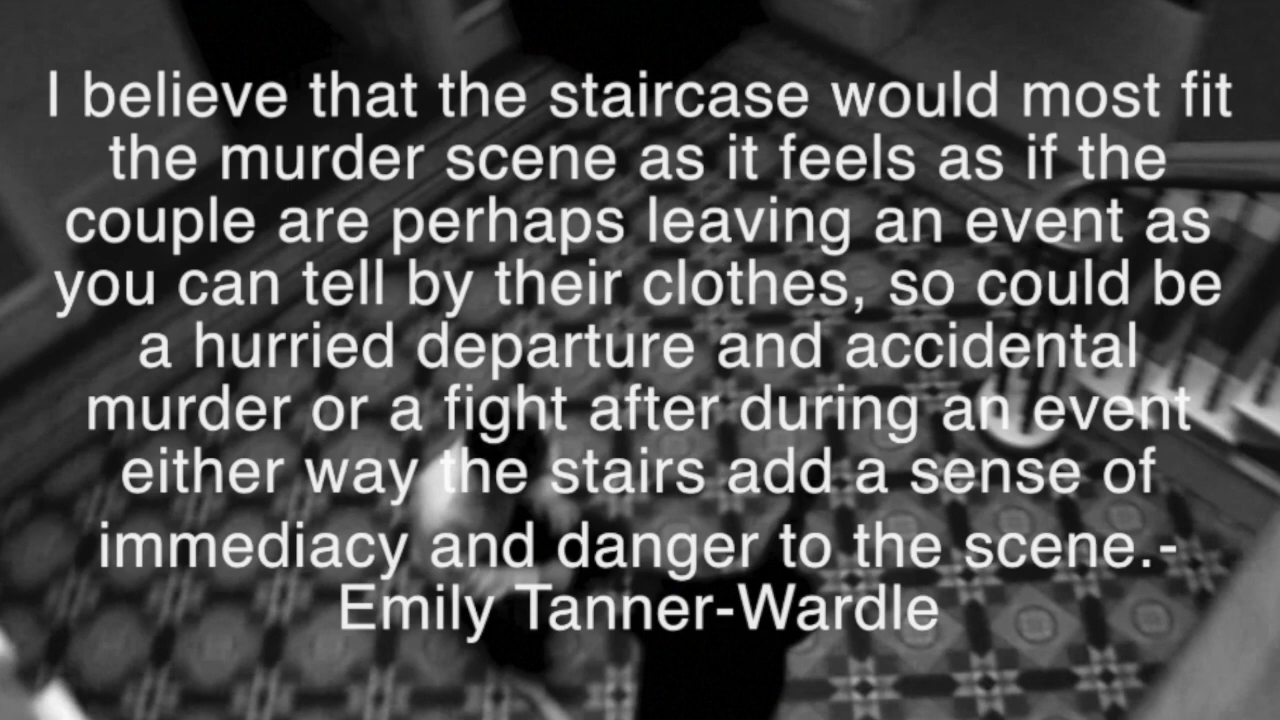 I believe that the staircase would most fit
the murder scene as it feels as if the
couple are perhaps leaving an event as
you can tell by their clothes, so could be
a hurried departure and accidental
murder or a fight after during an event
either way the stairs add a sense of
immediacy and danger to the scene.-
Emily Tanner-Wardle